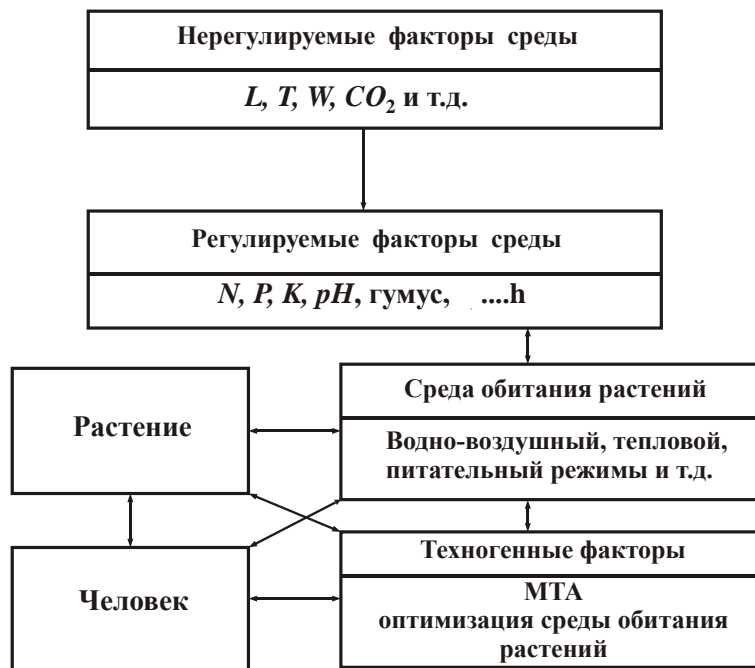 Нерегулируемые факторы среды
L, T, W, CO₂ и т.д.
Регулируемые факторы среды
N, P, K, pH, гумус, ....h
Среда обитания растений
Растение
Водно-воздушный, тепловой,
питательный режимы и т.д.
Техногенные факторы
Человек
МТА
оптимизация среды обитания
растений